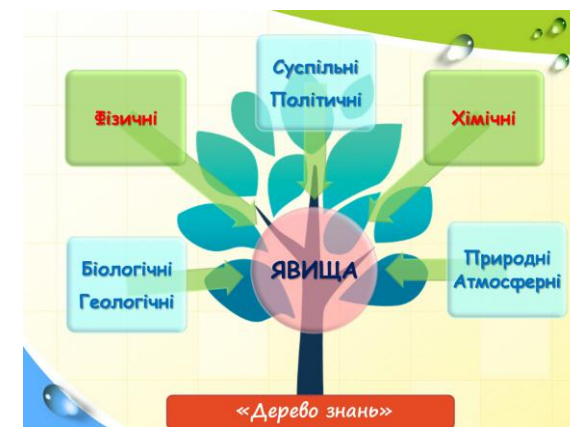 Суспільні
Політичні
Фізичні
Хімічні
Біологічні
Геологічні
ЯВИЩА
Природні
Атмосферні
«Дерево знань»